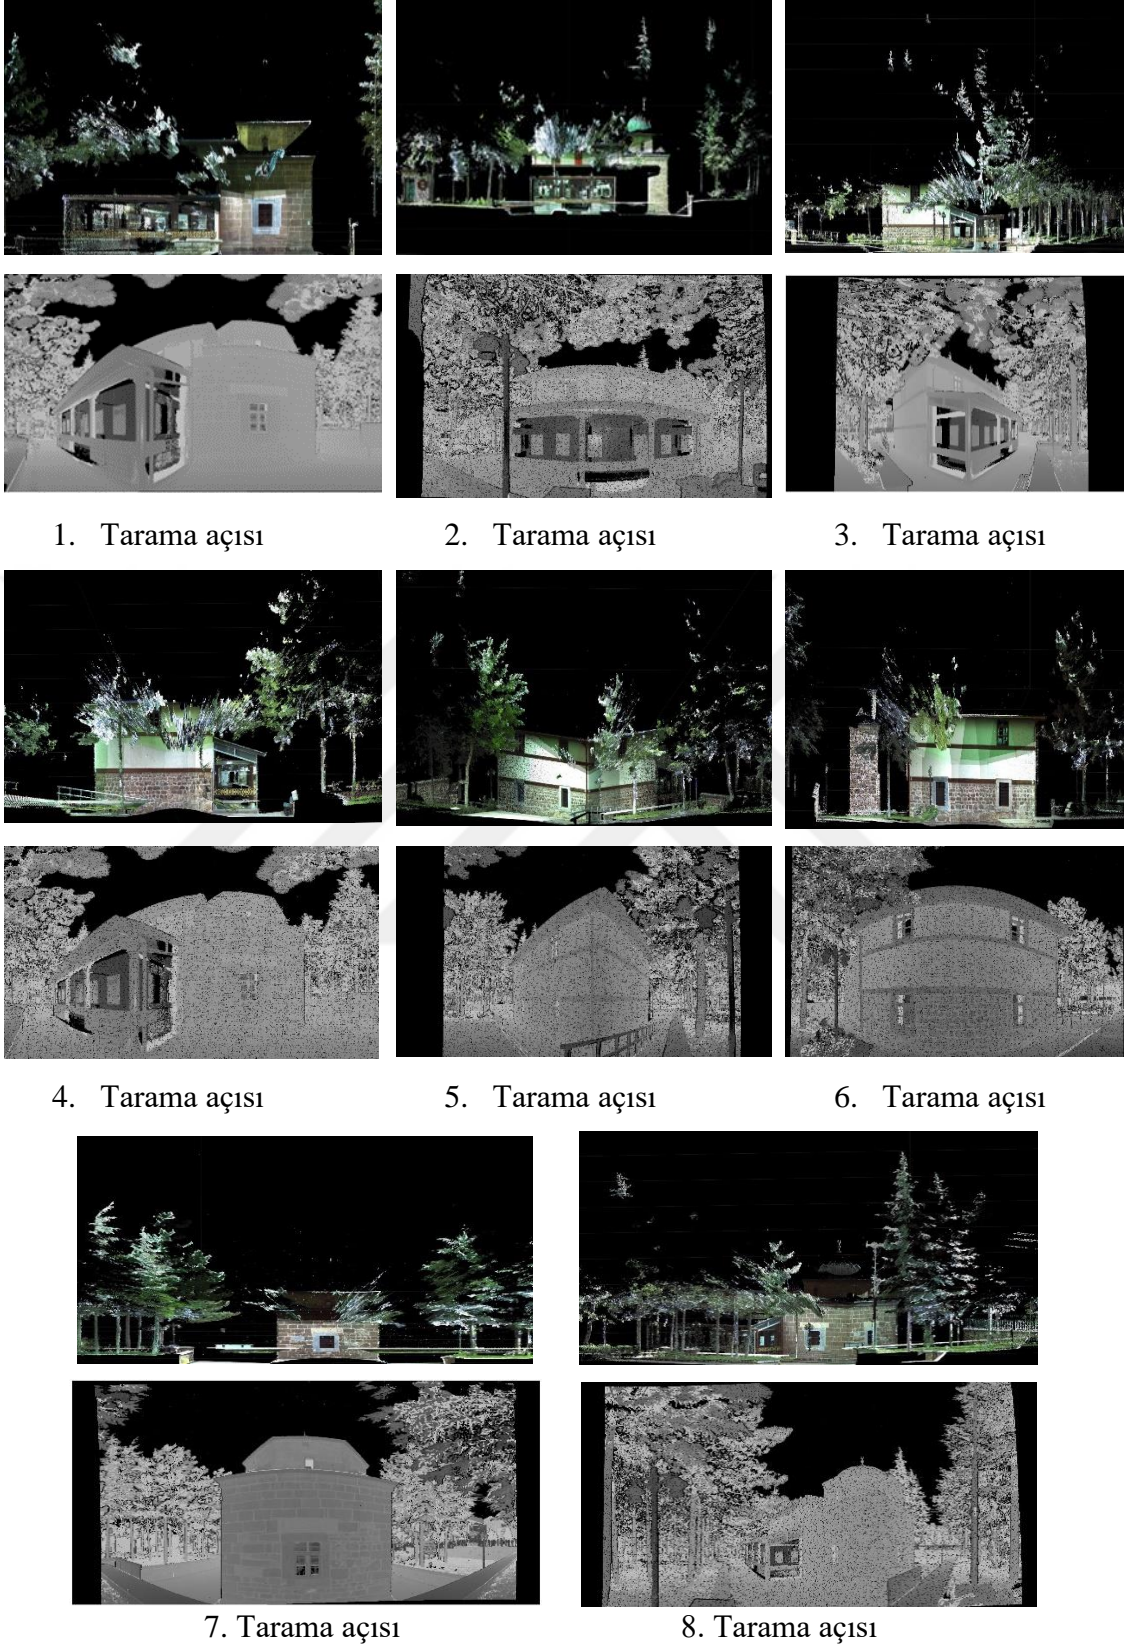 1. Tarama açısı
2. Tarama açısı
3. Tarama açısı
4. Tarama açısı
5. Tarama açısı
6. Tarama açısı
7. Tarama açısı
8. Tarama açısı